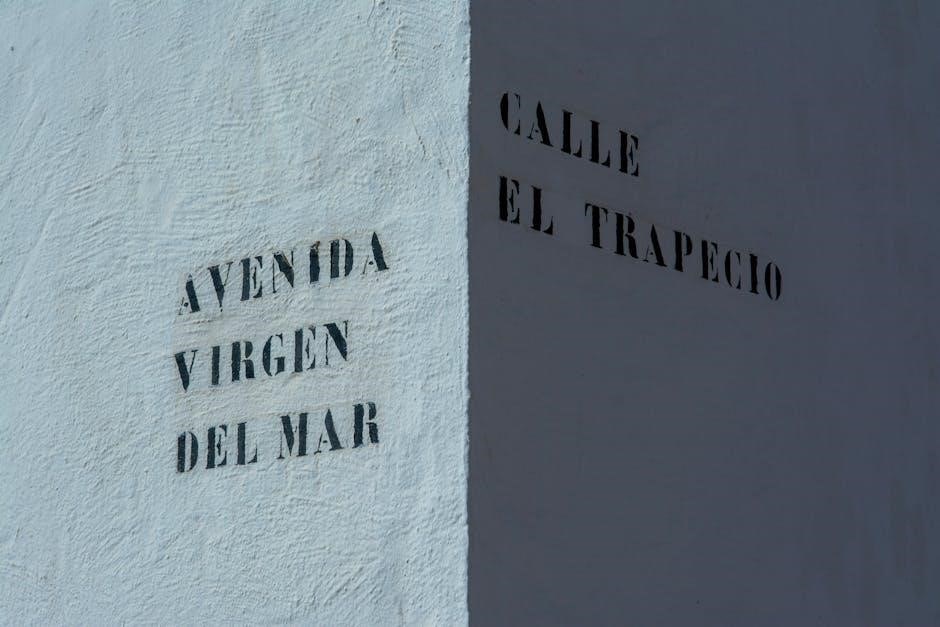 AVENIDA
VIRGEN
DEL MAR
CALLE
EL TRAPECIO